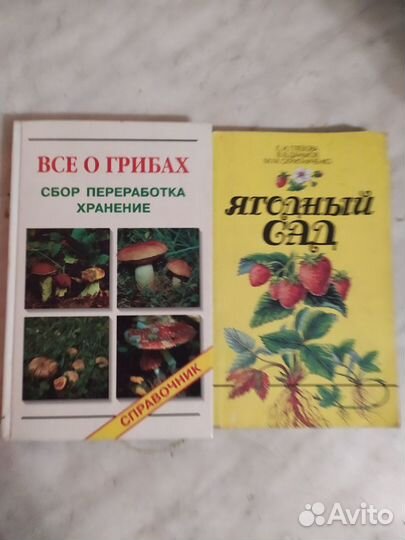 ВСЕ О ГРИБАХ
СБОР ПЕРЕРАБОТКА
ХРАНЕНИЕ
СПРАВОЧНИК
ЯГОДНЫЙ
САД
Avito